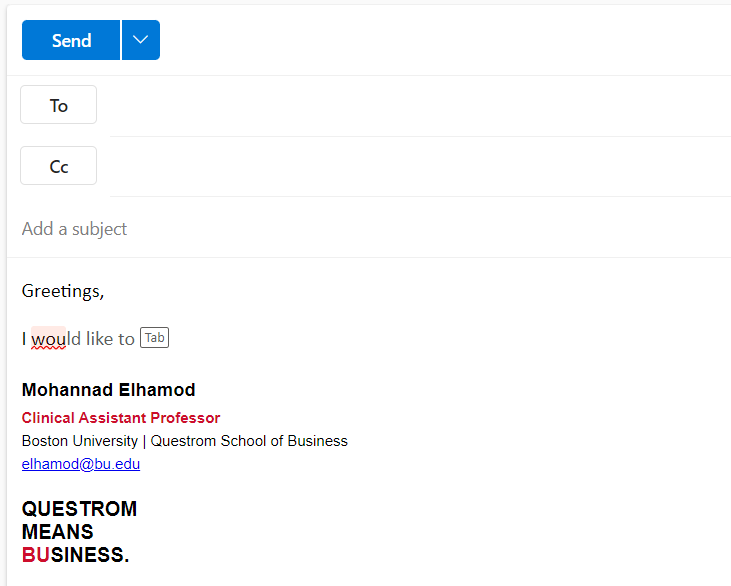 Send
To
Cc
Add a subject
Greetings,
I would like to Tab
Mohannad Elhamod
Clinical Assistant Professor
Boston University | Questrom School of Business
elhamod@bu.edu
QUESTROM
MEANS
BUSINESS.